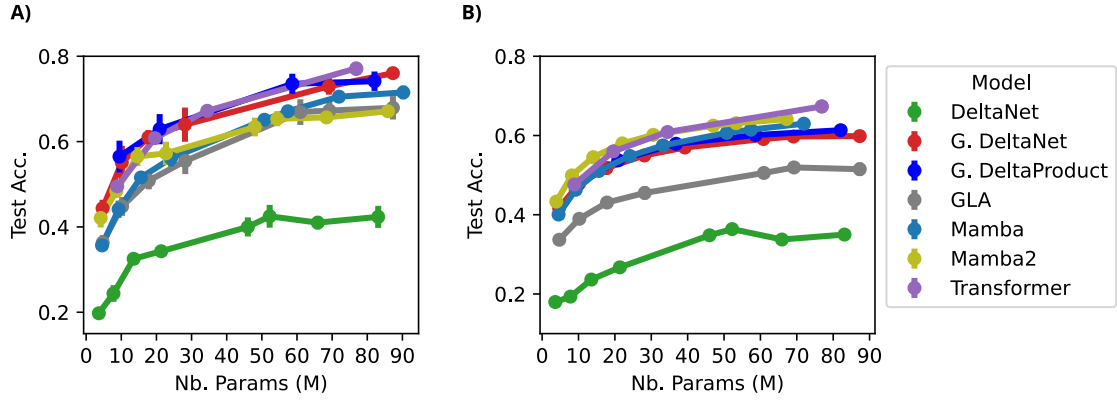 A)
0.8
0.6
0.4
0.2
Test Acc.
0 10 20 30 40 50 60 70 80 90
Nb. Params (M)
B)
0.8
0.6
0.4
0.2
Test Acc.
0 10 20 30 40 50 60 70 80 90
Nb. Params (M)
Model
DeltaNet
G. DeltaNet
G. DeltaProduct
GLA
Mamba
Mamba2
Transformer